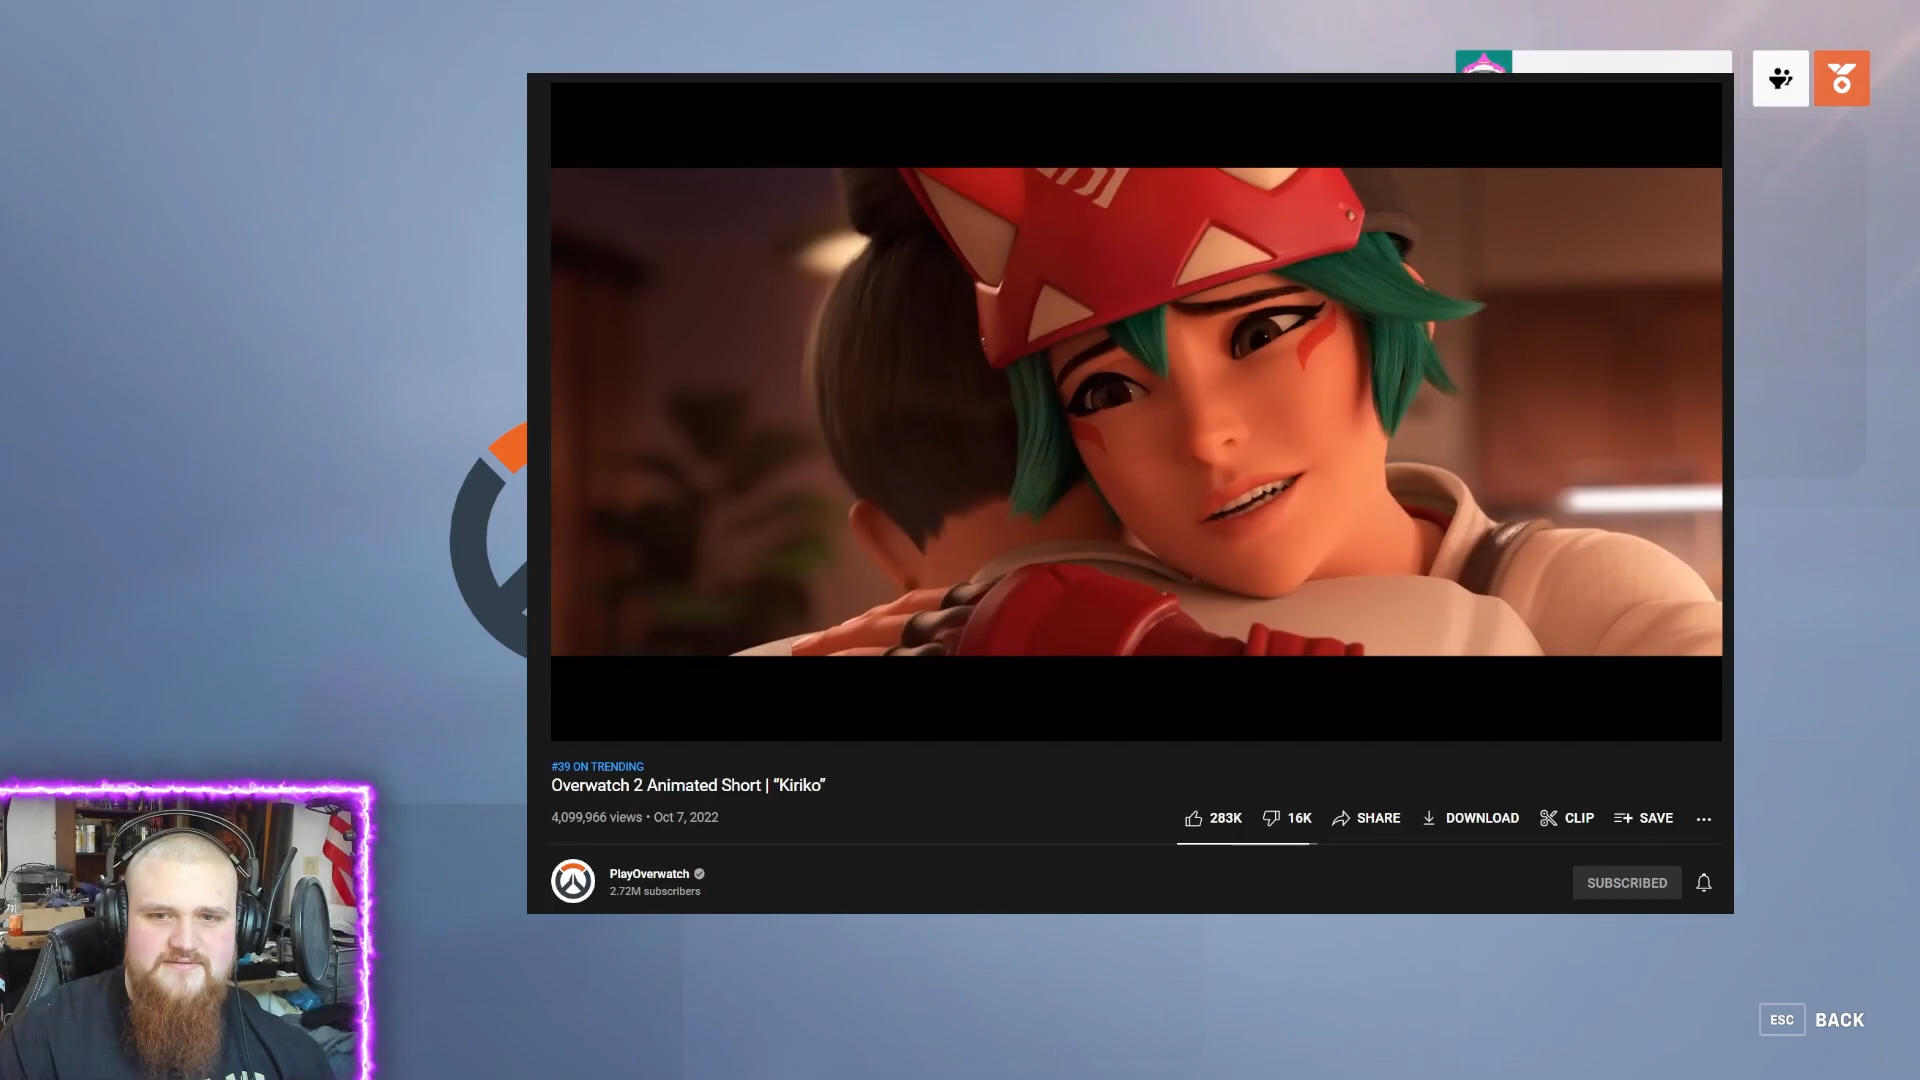 #39 ON TRENDING
Overwatch 2 Animated Short | “Kiriko”
4,099,966 views • Oct 7, 2022
283K 16K SHARE DOWNLOAD CLIP SAVE
PlayOverwatch
2.72M subscribers
SUBSCRIBED
ESC BACK